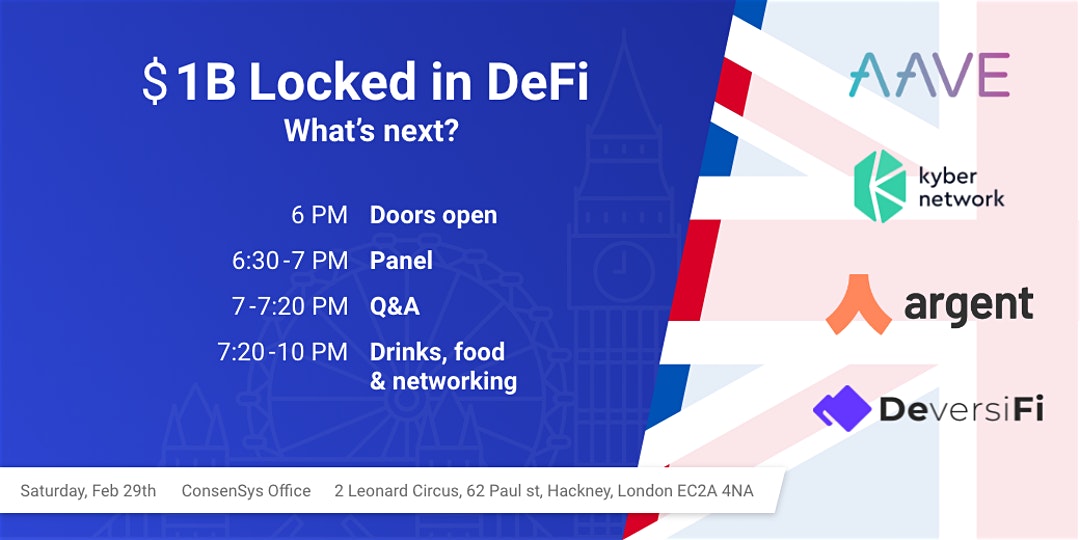 $1B Locked in DeFi
What's next?
6 PM Doors open
6:30-7 PM Panel
7-7:20 PM Q&A
7:20-10 PM Drinks, food
& networking
Saturday, Feb 29th ConsenSys Office 2 Leonard Circus, 62 Paul st, Hackney, London EC2A 4NA
AAVE
kyber
network
argent
DeversiFi